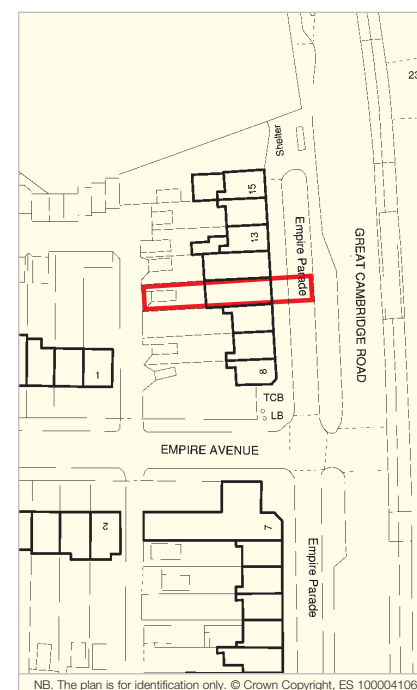 23
Shelter
15
13
Empire Parade
GREAT CAMBRIDGE ROAD
1
8
TCB
LB
EMPIRE AVENUE
2
7
Empire Parade
NB. The plan is for identification only. © Crown Copyright, ES 100004106